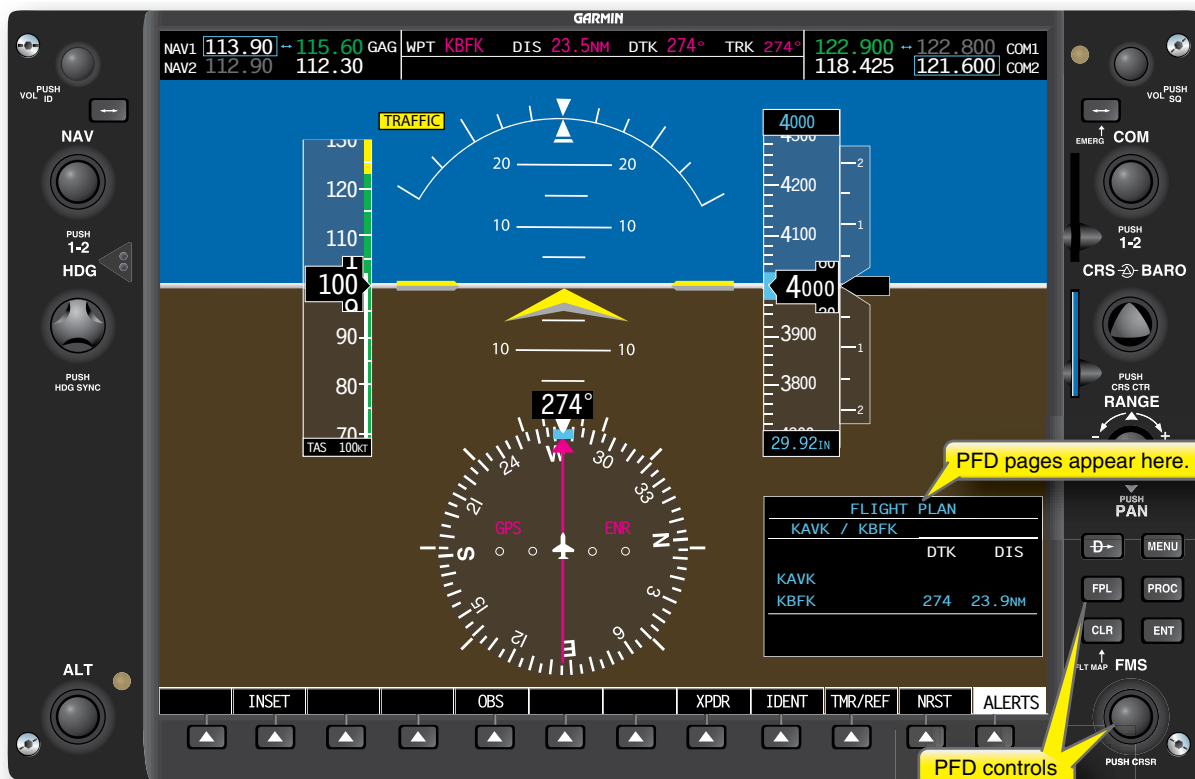 GARMIN
NAV1 113.90 ↔ 115.60 GAG
NAV2 112.90 112.30
WPT KBFK DIS 23.5NM DTK 274° TRK 274°
122.900 ↔ 122.800 COM1
118.425 121.600 COM2
VOL PUSH ID
VOL PUSH SQ
↔
↔
EMERG
NAV
COM
PUSH
1-2
PUSH
1-2
HDG
CRS BARO
PUSH
HDG SYNC
PUSH
CRS CTR
RANGE
- +
PUSH
PAN
TRAFFIC
20 20
10 10
10 10
130
120
110
100
1
9
90
80
70
TAS 100KT
4000
4300
4200
4100
4000
3900
3800
2
1
1
2
29.92IN
274°
W
30
33
N
3
6
E
12
15
S
21
24
GPS ENR
PFD pages appear here.
FLIGHT PLAN
KAVK / KBFK
DTK DIS
KAVK
KBFK 274 23.9NM
D MENU
FPL PROC
CLR ENT
FLT MAP
FMS
PUSH CRSR
PFD controls
ALT
INSET OBS XPDR IDENT TMR/REF NRST ALERTS